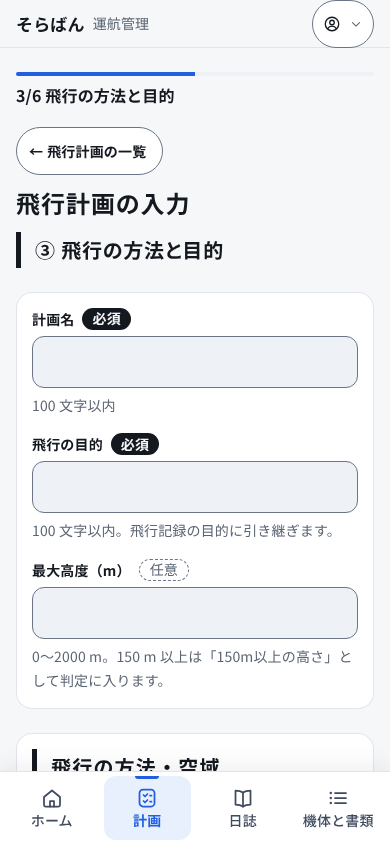 そらばん 運航管理
3/6 飛行の方法と目的
← 飛行計画の一覧
飛行計画の入力
③ 飛行の方法と目的
計画名 必須
100 文字以内
飛行の目的 必須
100 文字以内。飛行記録の目的に引き継ぎます。
最大高度（m） 任意
0〜2000 m。150 m 以上は「150m以上の高さ」と
して判定に入ります。
飛行の方法・空域
ホーム 計画 日誌 機体と書類